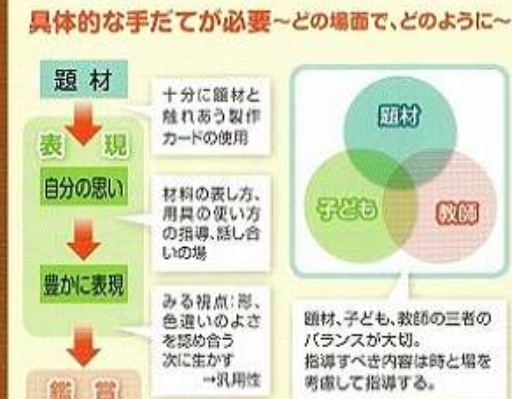 具体的な手だてが必要~どの場面で、どのように~
題材
十分に題材と
触れあう製作
カードの使用
表現
自分の思い
材料の表し方、
用具の使い方
の指導、話し合
いの場
豊かに表現
みる視点:形、
色違いのよさ
を認め合う
次に生かす
→汎用性
鑑賞
題材
子ども
教師
題材、子ども、教師の三者の
バランスが大切。
指導すべき内容は時と場を
考慮して指導する。